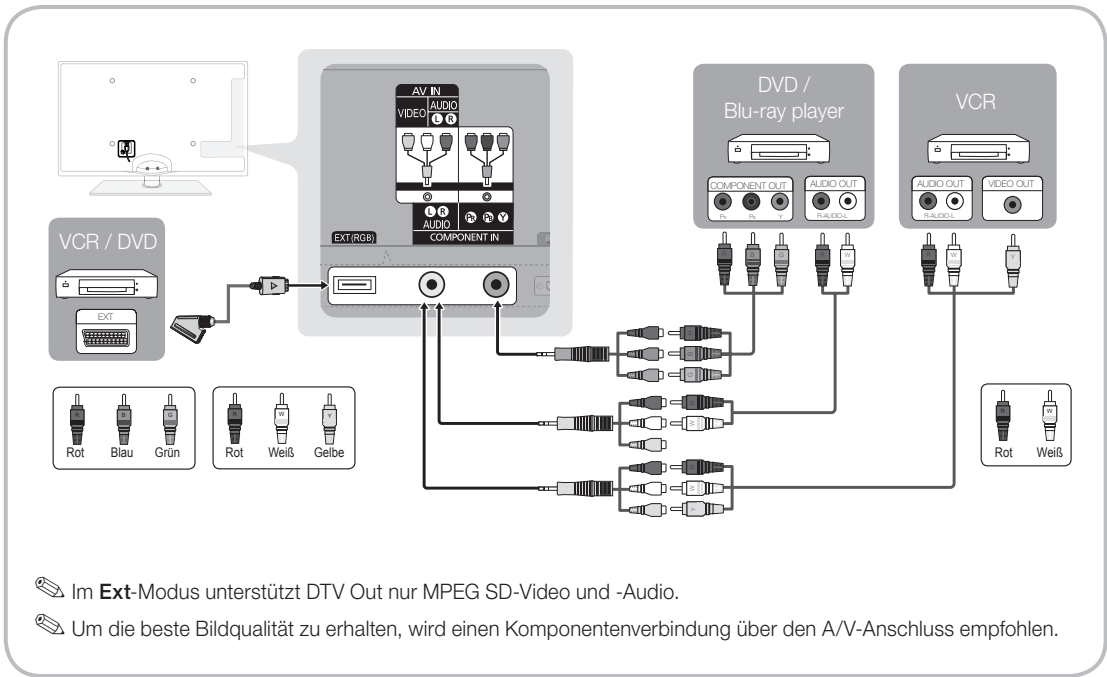 AV IN
VIDEO
AUDIO
L R
L R
AUDIO
PR PB Y
COMPONENT IN
EXT(RGB)
VCR / DVD
EXT
DVD /
Blu-ray player
COMPONENT OUT
AUDIO OUT
Y
R-AUDIO-L
VCR
AUDIO OUT
VIDEO OUT
R-AUDIO-L
R B G R W
R W Y
R
B
G
R
W
R
W
Y
R B G
Rot Blau Grün
R W Y
Rot Weiß Gelbe
R W
Rot Weiß
Im Ext-Modus unterstützt DTV Out nur MPEG SD-Video und -Audio.
Um die beste Bildqualität zu erhalten, wird einen Komponentenverbindung über den A/V-Anschluss empfohlen.